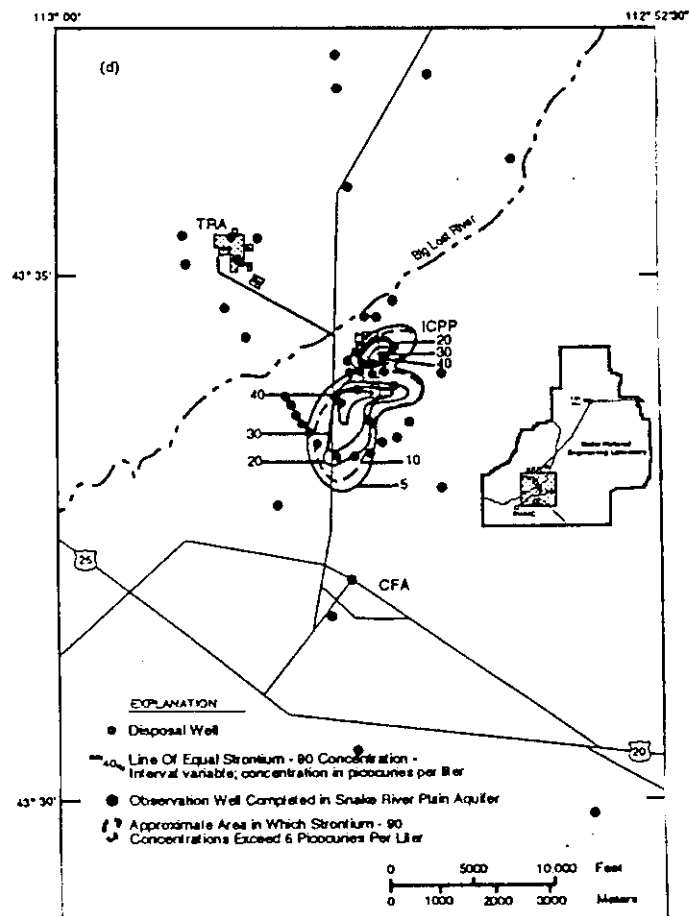 113° 00'
112° 52' 30"
(d)
TRA
Big Lost River
43° 35'
ICPP
20
30
40
40
30
20
10
5
Engineering Laboratory
25
CFA
EXPLANATION
Disposal Well
40
Line Of Equal Strontium - 90 Concentration -
Interval variable; concentration in picocuries per liter
20
43° 30'
Observation Well Completed in Snake River Plain Aquifer
Approximate Area in Which Strontium - 90
Concentrations Exceed 6 Picocuries Per Liter
0 5000 10,000 Feet
0 1000 2000 3000 Meters